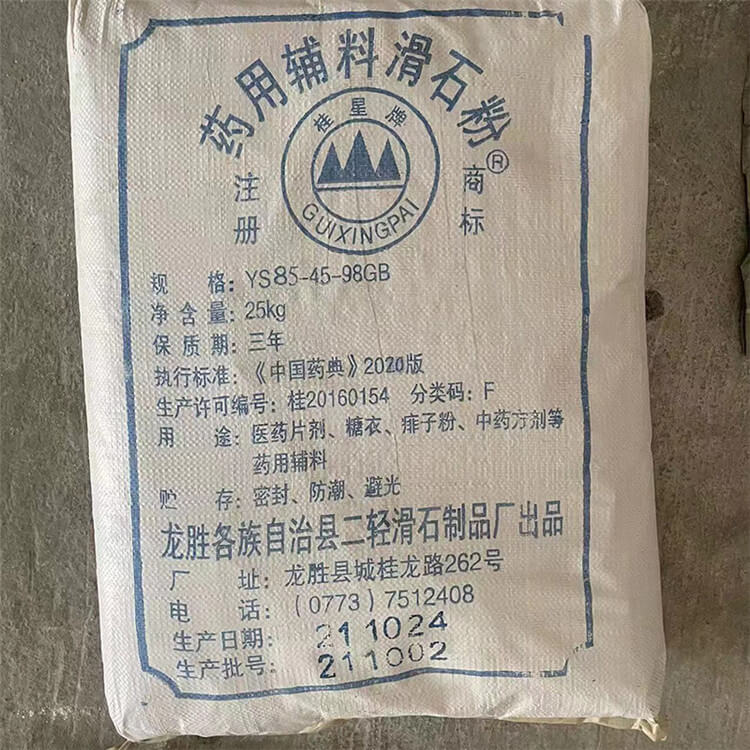 药用辅料滑石粉®
桂星牌
GUIXINGPAI
注册
商标
规 格：YS85-45-98GB
净含量：25kg
保质期：三年
执行标准：《中国药典》2020版
生产许可编号：桂20160154 分类码：F
用 途：医药片剂、糖衣、痱子粉、中药方剂等
药用辅料
贮 存：密封、防潮、避光
龙胜各族自治县二轻滑石制品厂出品
厂 址：龙胜县城桂龙路262号
电 话：(0773)7512408
生产日期：211024
生产批号：211002